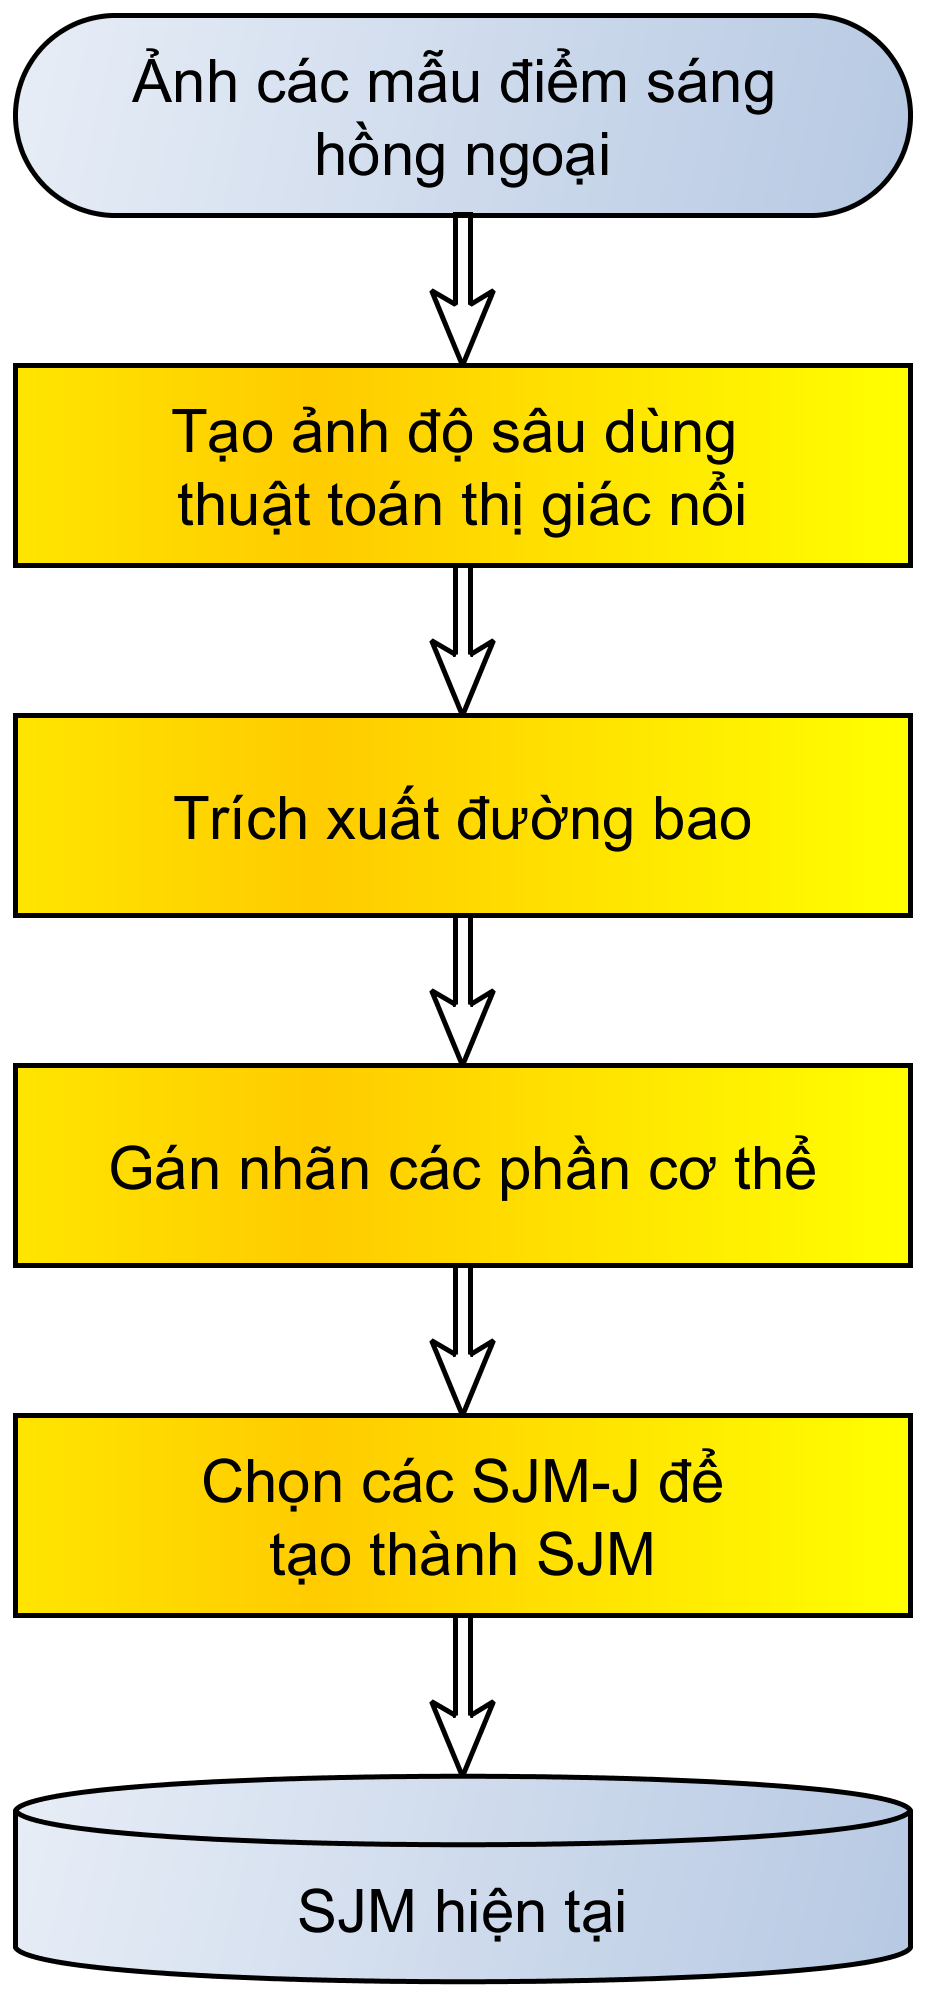 Ảnh các mẫu điểm sáng
hồng ngoại
Tạo ảnh độ sâu dùng
thuật toán thị giác nổi
Trích xuất đường bao
Gán nhãn các phần cơ thể
Chọn các SJM-J để
tạo thành SJM
SJM hiện tại